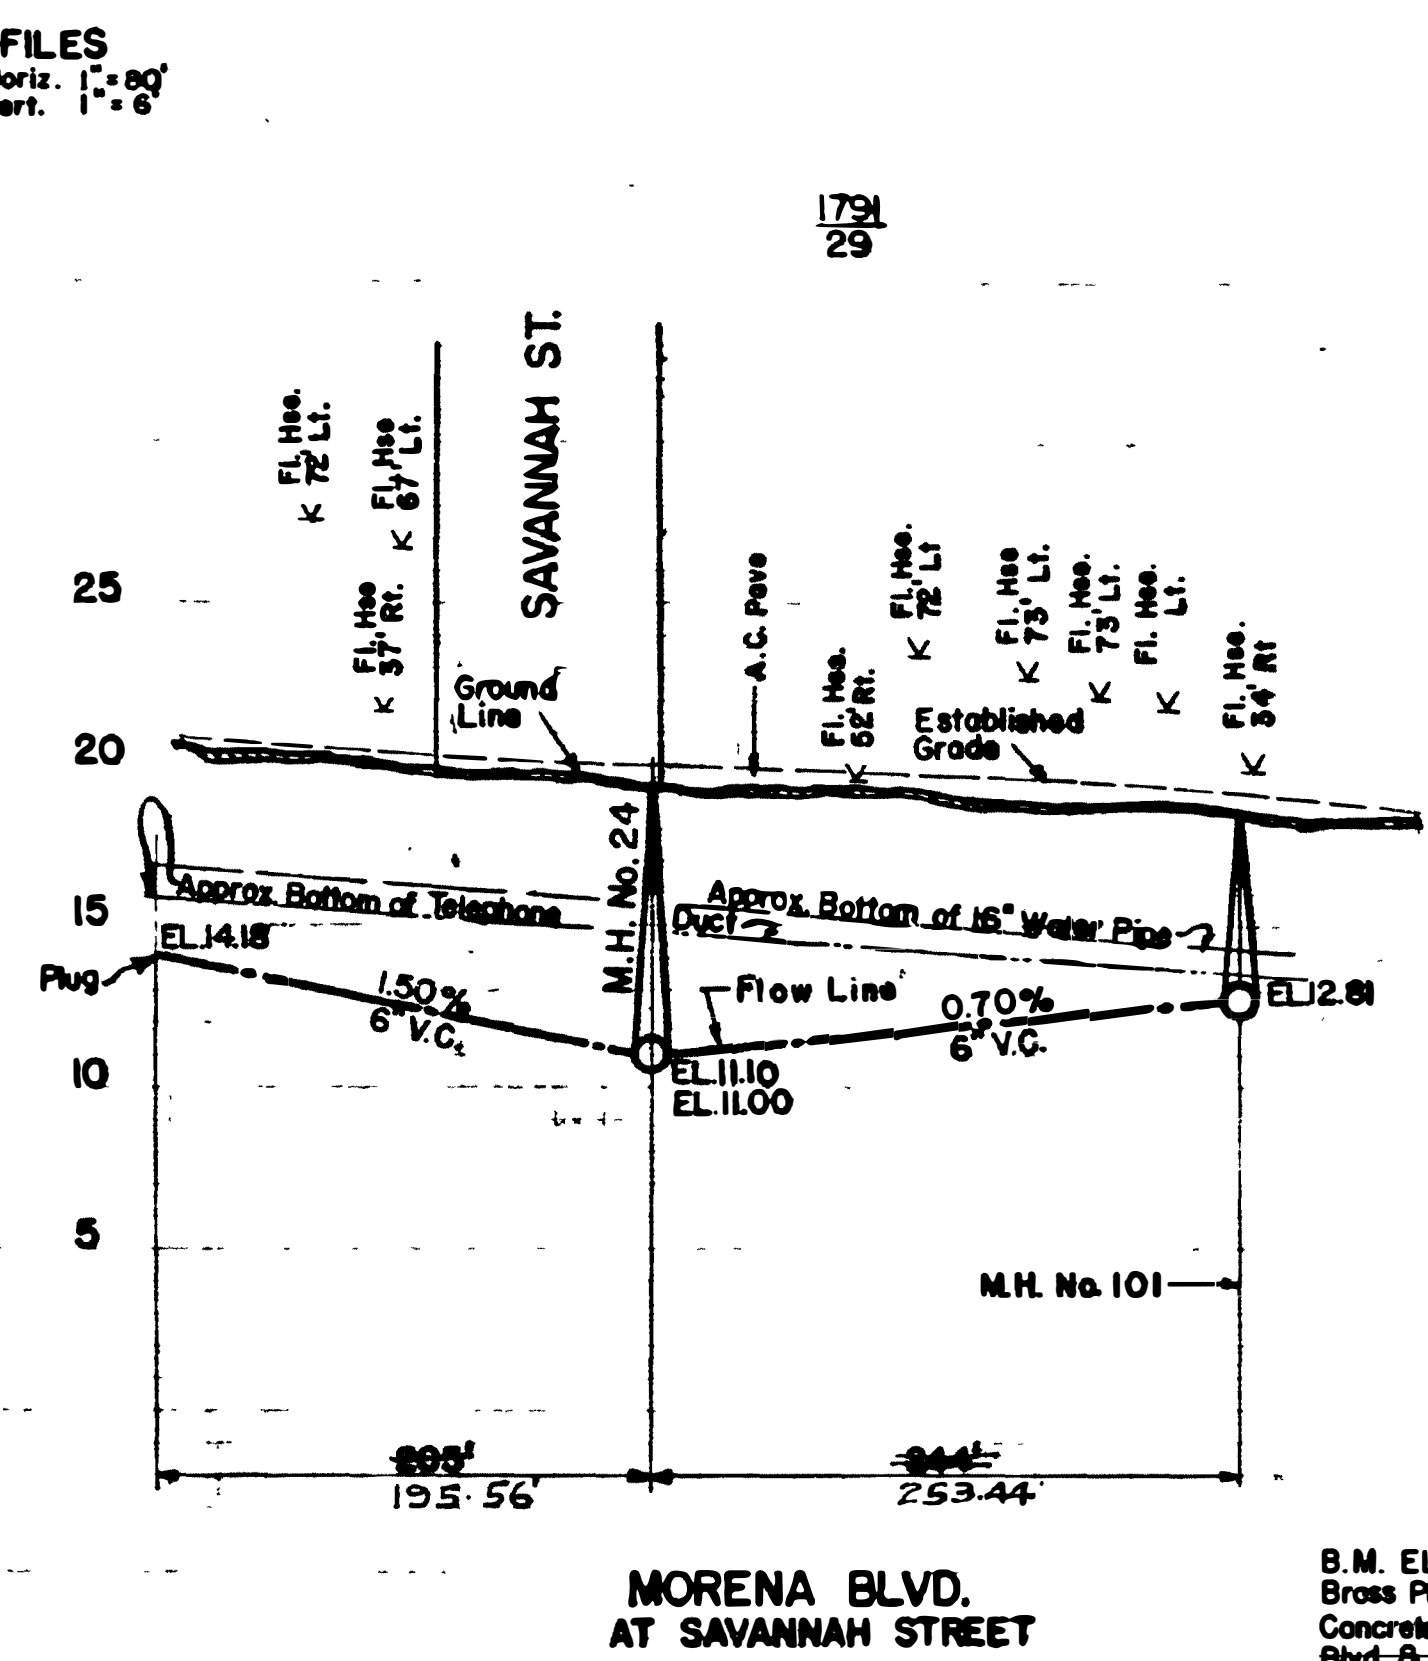 FILES
oriz. 1"=80'
ert. 1"=6'
1791
29
SAVANNAH ST.
Fl. Hse.
72' Lt.
K
Fl. Hse
67' Lt.
K
Fl. Hse
37' Rt.
K
25
20
15
10
5
Ground
Line
A.C. Pave
Fl. Hse.
52' Rt.
K
Fl. Hse.
72' Lt
K
Fl. Hse
73' Lt.
K
Fl. Hse.
73' Lt.
K
Fl. Hse.
Lt.
K
Fl. Hse.
34' Rt
K
Established
Grade
M.H. No. 24
Approx. Bottom of Telephone
Duct
Approx. Bottom of 16" Water Pipe
EL.14.18
Plug
1.50%
6" V.C.
Flow Line
0.70%
6" V.C.
EL.12.81
EL.11.10
EL.11.00
M.H. No. 101
205'
195.56'
244'
253.44'
MORENA BLVD.
AT SAVANNAH STREET
B.M. El
Brass Pl
Concrete
Blvd &